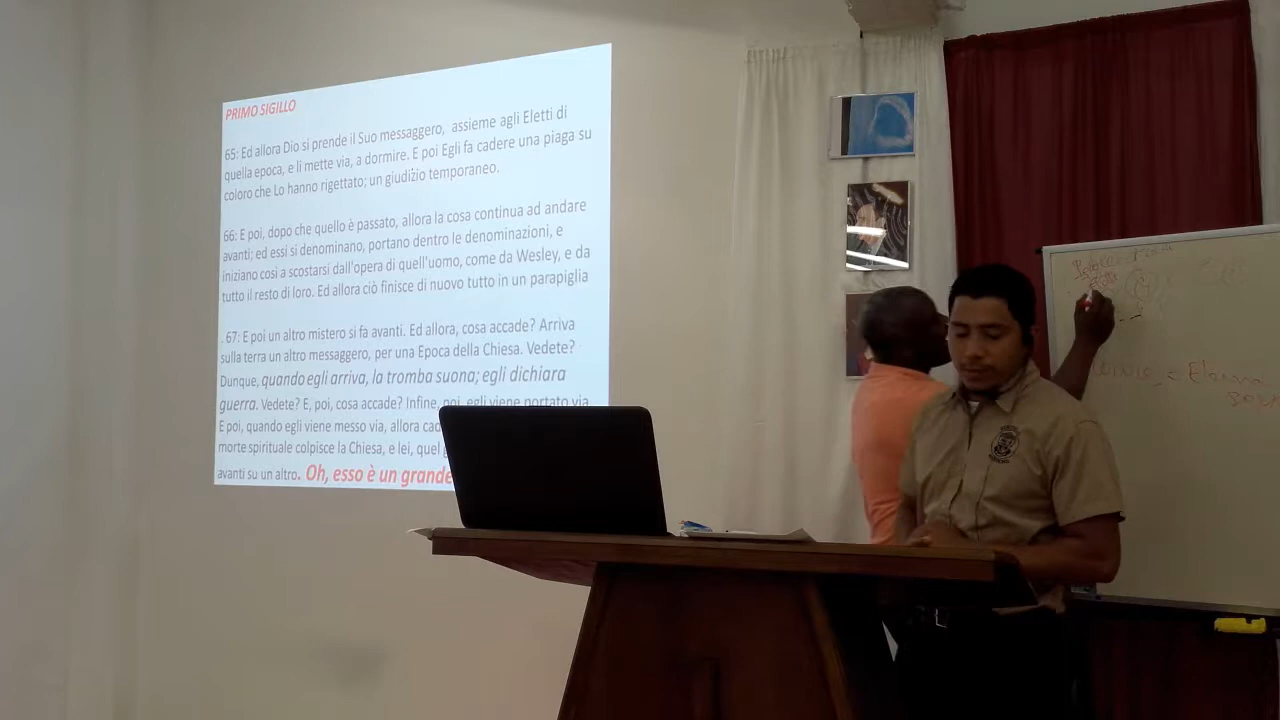 PRIMO SIGILLO
65: Ed allora Dio si prende il Suo messaggero, assieme agli Eletti di
quella epoca, e li mette via, a dormire. E poi Egli fa cadere una piaga su
coloro che Lo hanno rigettato; un giudizio temporaneo.
66: E poi, dopo che quello è passato, allora la cosa continua ad andare
avanti; ed essi si denominano, portano dentro le denominazioni, e
iniziano così a scostarsi dall'opera di quell'uomo, come da Wesley, e da
tutto il resto di loro. Ed allora ciò finisce di nuovo tutto in un parapiglia
. 67: E poi un altro mistero si fa avanti. Ed allora, cosa accade? Arriva
sulla terra un altro messaggero, per una Epoca della Chiesa. Vedete?
Dunque, quando egli arriva, la tromba suona; egli dichiara
guerra. Vedete? E, poi, cosa accade? Infine, poi, egli viene portato via.
E poi, quando egli viene messo via, allora
morte spirituale colpisce la Chiesa, e lei, quel
avanti su un altro. Oh, esso è un grande